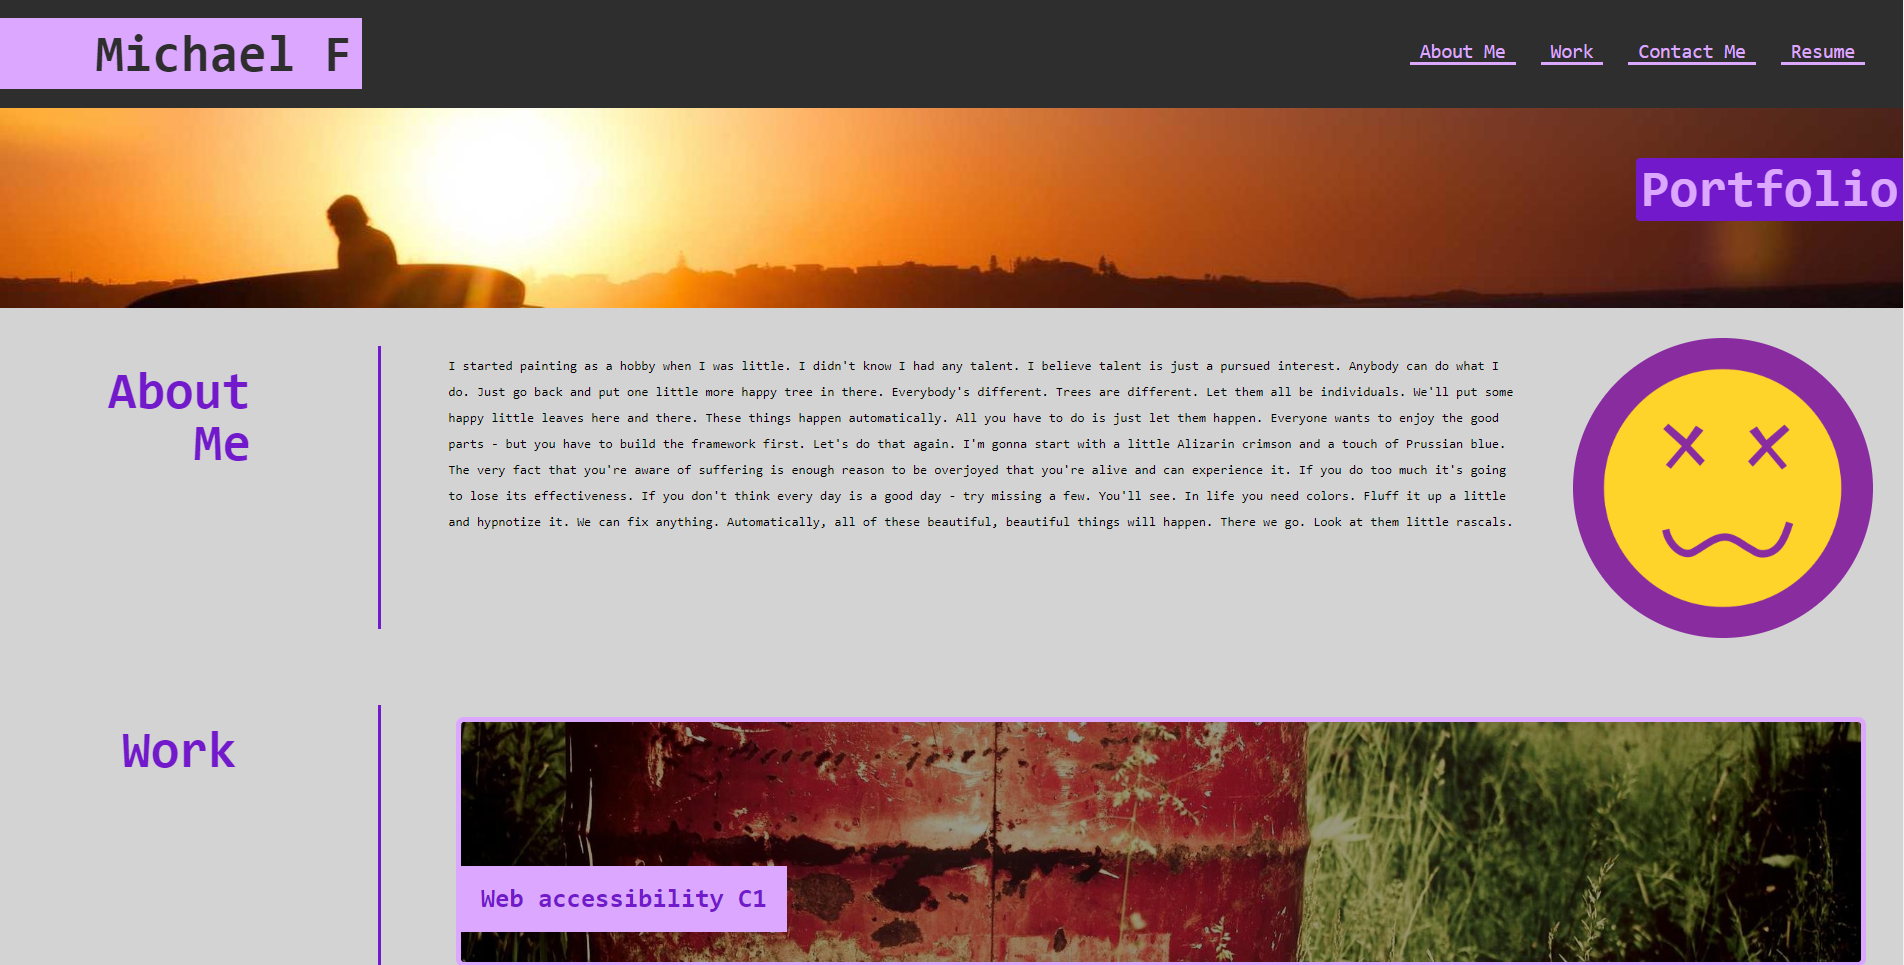 Michael F
About Me Work Contact Me Resume
Portfolio
About
Me
I started painting as a hobby when I was little. I didn't know I had any talent. I believe talent is just a pursued interest. Anybody can do what I
do. Just go back and put one little more happy tree in there. Everybody's different. Trees are different. Let them all be individuals. We'll put some
happy little leaves here and there. These things happen automatically. All you have to do is just let them happen. Everyone wants to enjoy the good
parts - but you have to build the framework first. Let's do that again. I'm gonna start with a little Alizarin crimson and a touch of Prussian blue.
The very fact that you're aware of suffering is enough reason to be overjoyed that you're alive and can experience it. If you do too much it's going
to lose its effectiveness. If you don't think every day is a good day - try missing a few. You'll see. In life you need colors. Fluff it up a little
and hypnotize it. We can fix anything. Automatically, all of these beautiful, beautiful things will happen. There we go. Look at them little rascals.
Work
Web accessibility C1